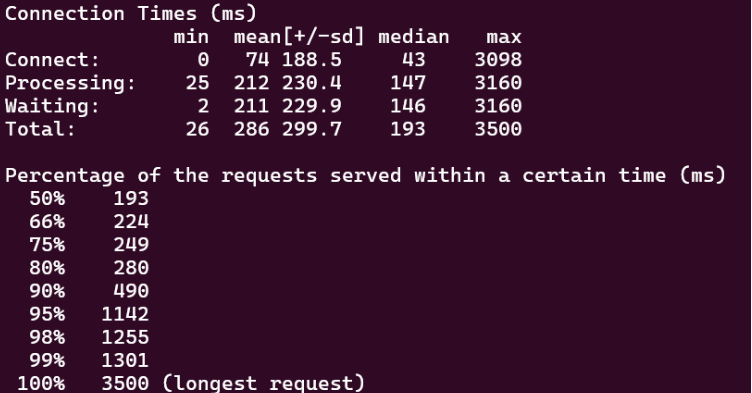 Connection Times (ms)
              min  mean[+/-sd] median   max
Connect:        0   74 188.5     43    3098
Processing:    25  212 230.4    147    3160
Waiting:        2  211 229.9    146    3160
Total:         26  286 299.7    193    3500

Percentage of the requests served within a certain time (ms)
  50%    193
  66%    224
  75%    249
  80%    280
  90%    490
  95%   1142
  98%   1255
  99%   1301
 100%   3500 (longest request)